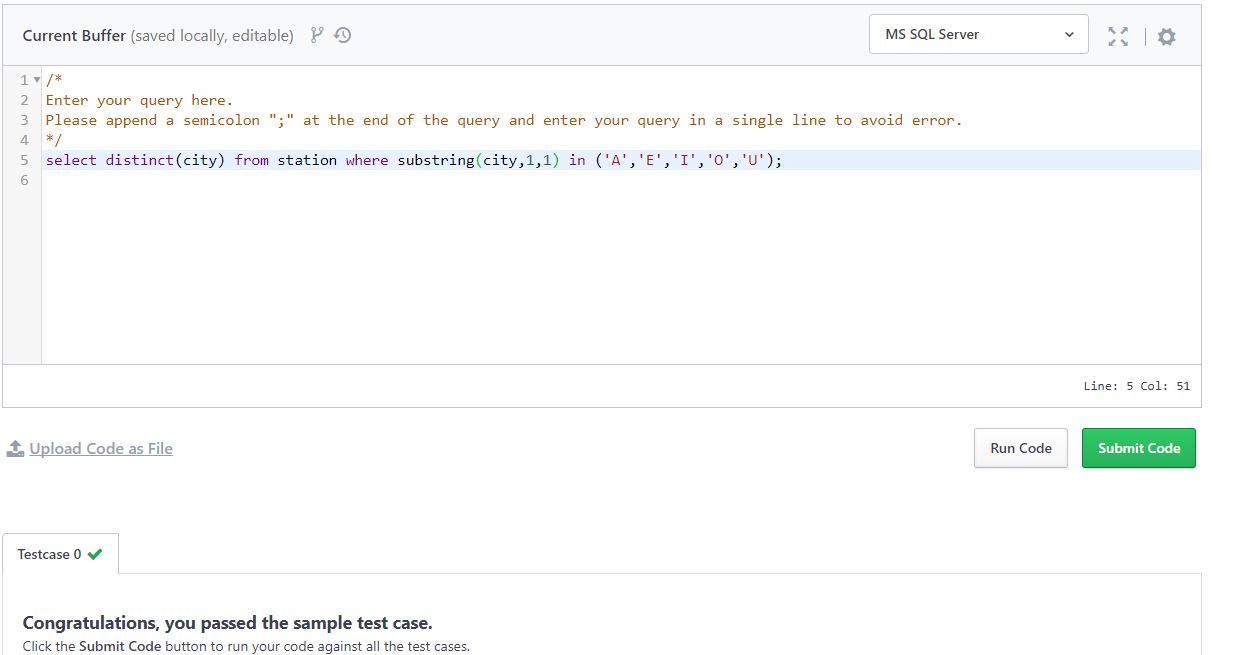 Current Buffer (saved locally, editable)
MS SQL Server
1 /*
2 Enter your query here.
3 Please append a semicolon ";" at the end of the query and enter your query in a single line to avoid error.
4 */
5 select distinct(city) from station where substring(city,1,1) in ('A','E','I','O','U');
6
Line: 5 Col: 51
Upload Code as File
Run Code
Submit Code
Testcase 0
Congratulations, you passed the sample test case.
Click the Submit Code button to run your code against all the test cases.